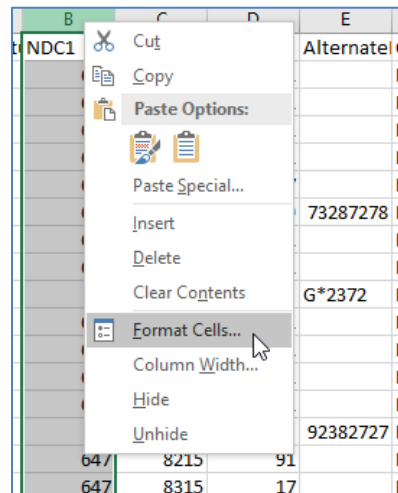 B C D E
NDC1 Alternate
Cut
Copy
Paste Options:
Paste Special...
73287278
Insert
Delete
Clear Contents
G*2372
Format Cells...
Column Width...
Hide
Unhide
92382727
647 8215 91
647 8315 17